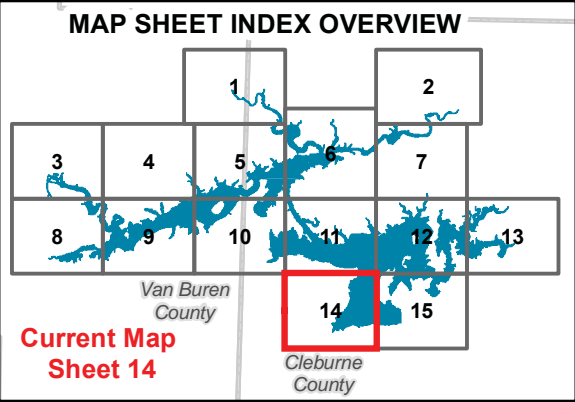 MAP SHEET INDEX OVERVIEW
1
2
3
4
5
6
7
8
9
10
11
12
13
14
15
Van Buren
County
Current Map
Sheet 14
Cleburne
County